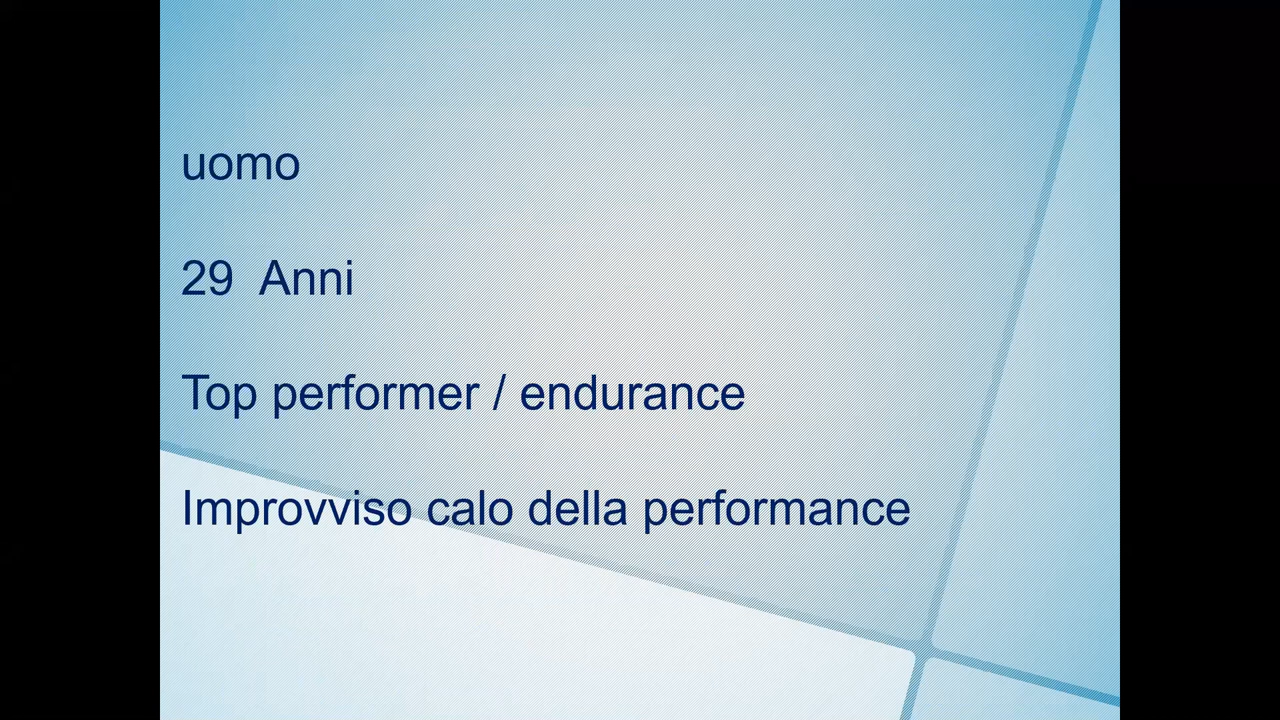 uomo
29 Anni
Top performer / endurance
Improvviso calo della performance